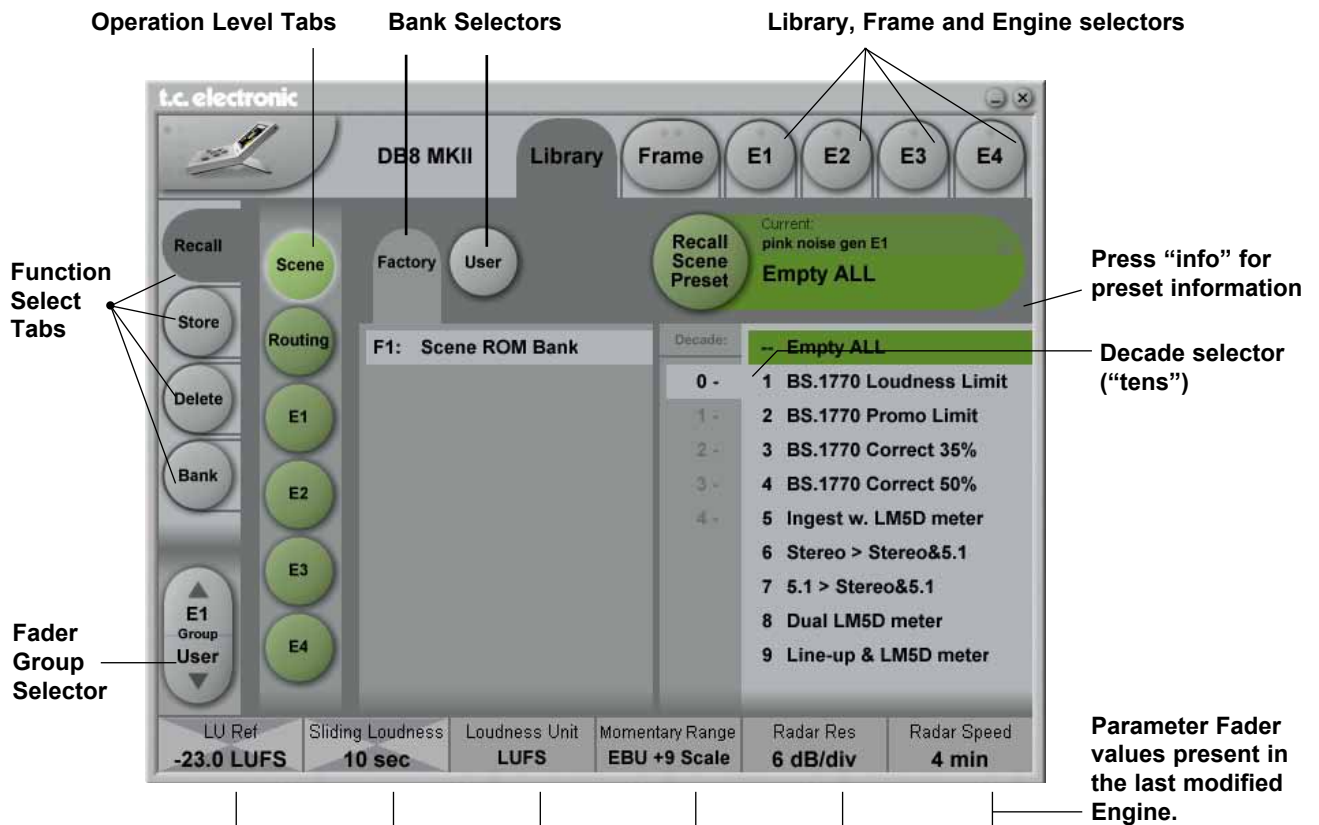 Operation Level Tabs
Bank Selectors
Library, Frame and Engine selectors
t.c. electronic
DB8 MKII
Library
Frame
E1
E2
E3
E4
Recall
Store
Delete
Bank
Scene
Routing
E1
E2
E3
E4
Factory
User
Recall
Scene
Preset
Current:
pink noise gen E1
Empty ALL
Function
Select
Tabs
Press “info” for
preset information
Decade selector
(“tens”)
F1: Scene ROM Bank
Decade:
0 -
1 -
2 -
3 -
4 -
-- Empty ALL
1 BS.1770 Loudness Limit
2 BS.1770 Promo Limit
3 BS.1770 Correct 35%
4 BS.1770 Correct 50%
5 Ingest w. LM5D meter
6 Stereo > Stereo&5.1
7 5.1 > Stereo&5.1
8 Dual LM5D meter
9 Line-up & LM5D meter
E1
Group
User
Fader
Group
Selector
LU Ref
-23.0 LUFS
Sliding Loudness
10 sec
Loudness Unit
LUFS
Momentary Range
EBU +9 Scale
Radar Res
6 dB/div
Radar Speed
4 min
Parameter Fader
values present in
the last modified
Engine.